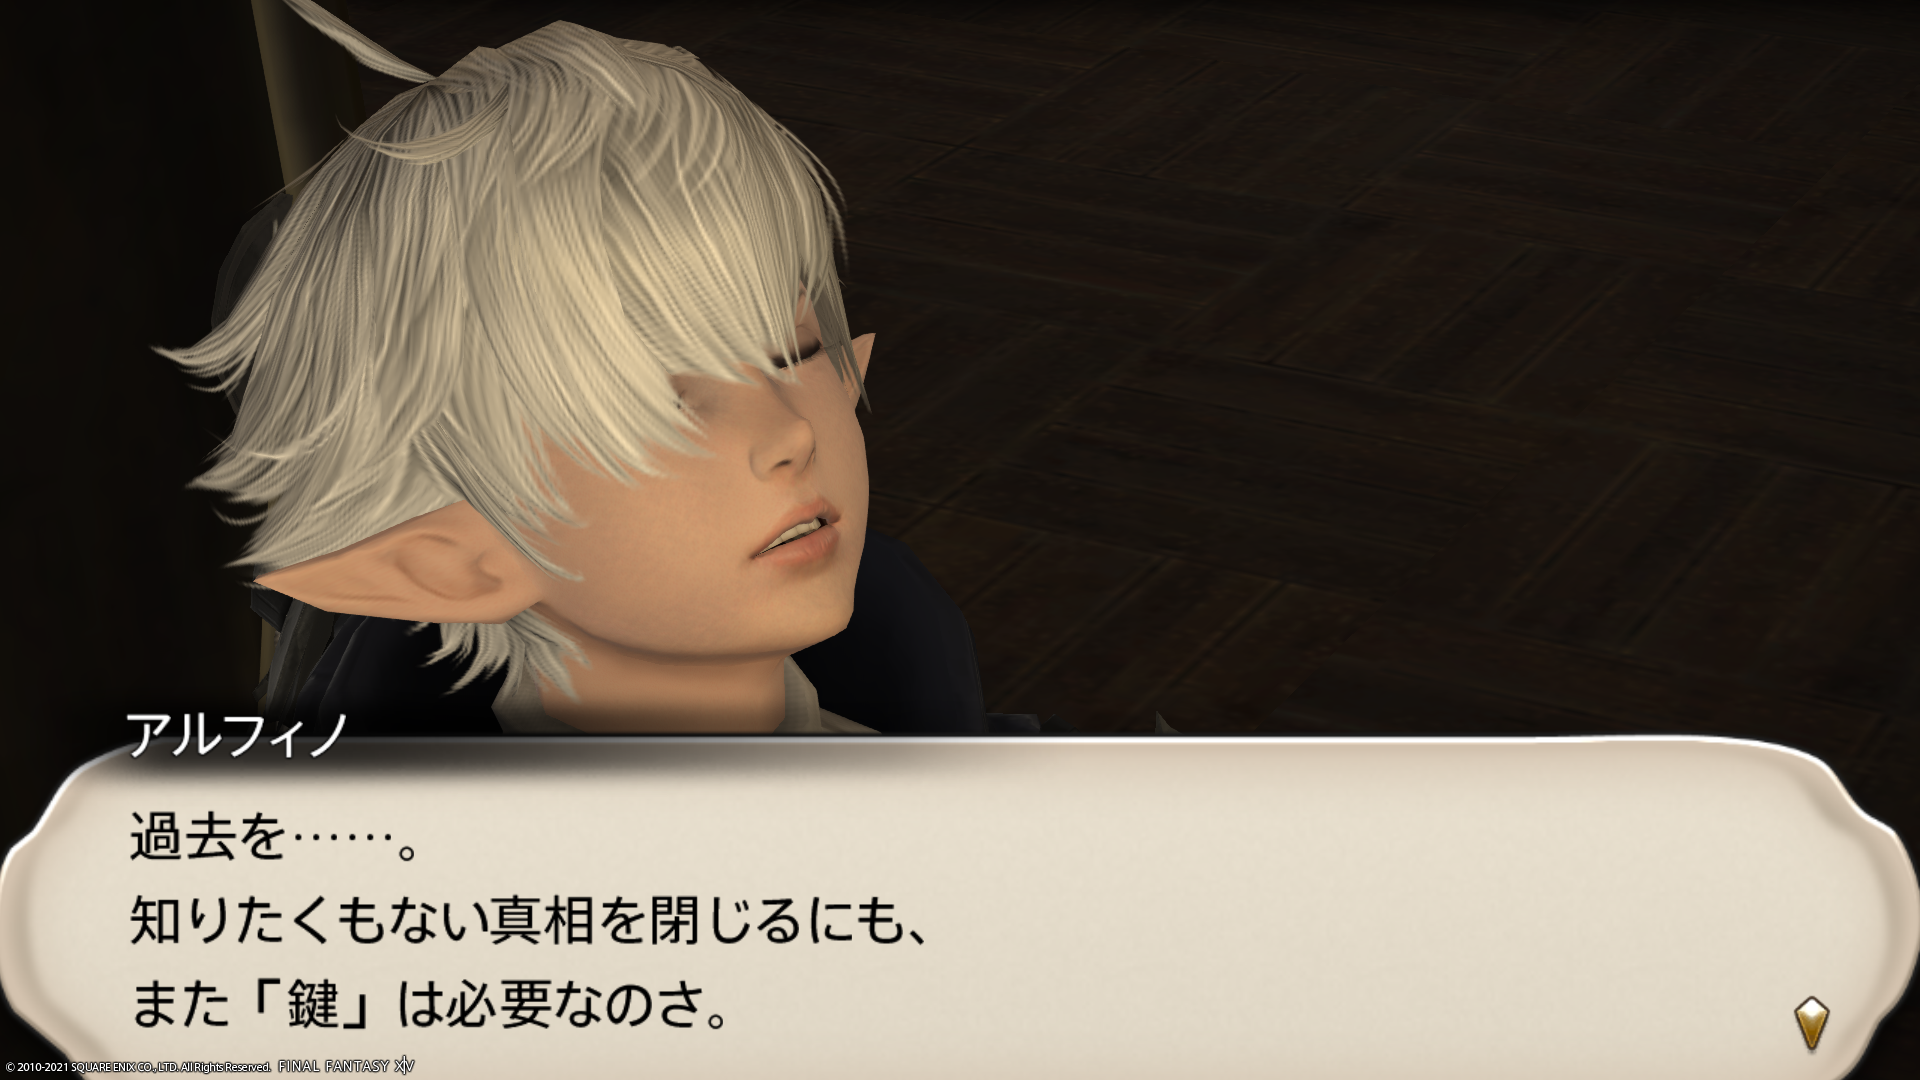 アルフィノ
過去を……。
知りたくもない真相を閉じるにも、
また「鍵」は必要なのさ。
© 2010-2021 SQUARE ENIX CO., LTD. All Rights Reserved. FINAL FANTASY XIV